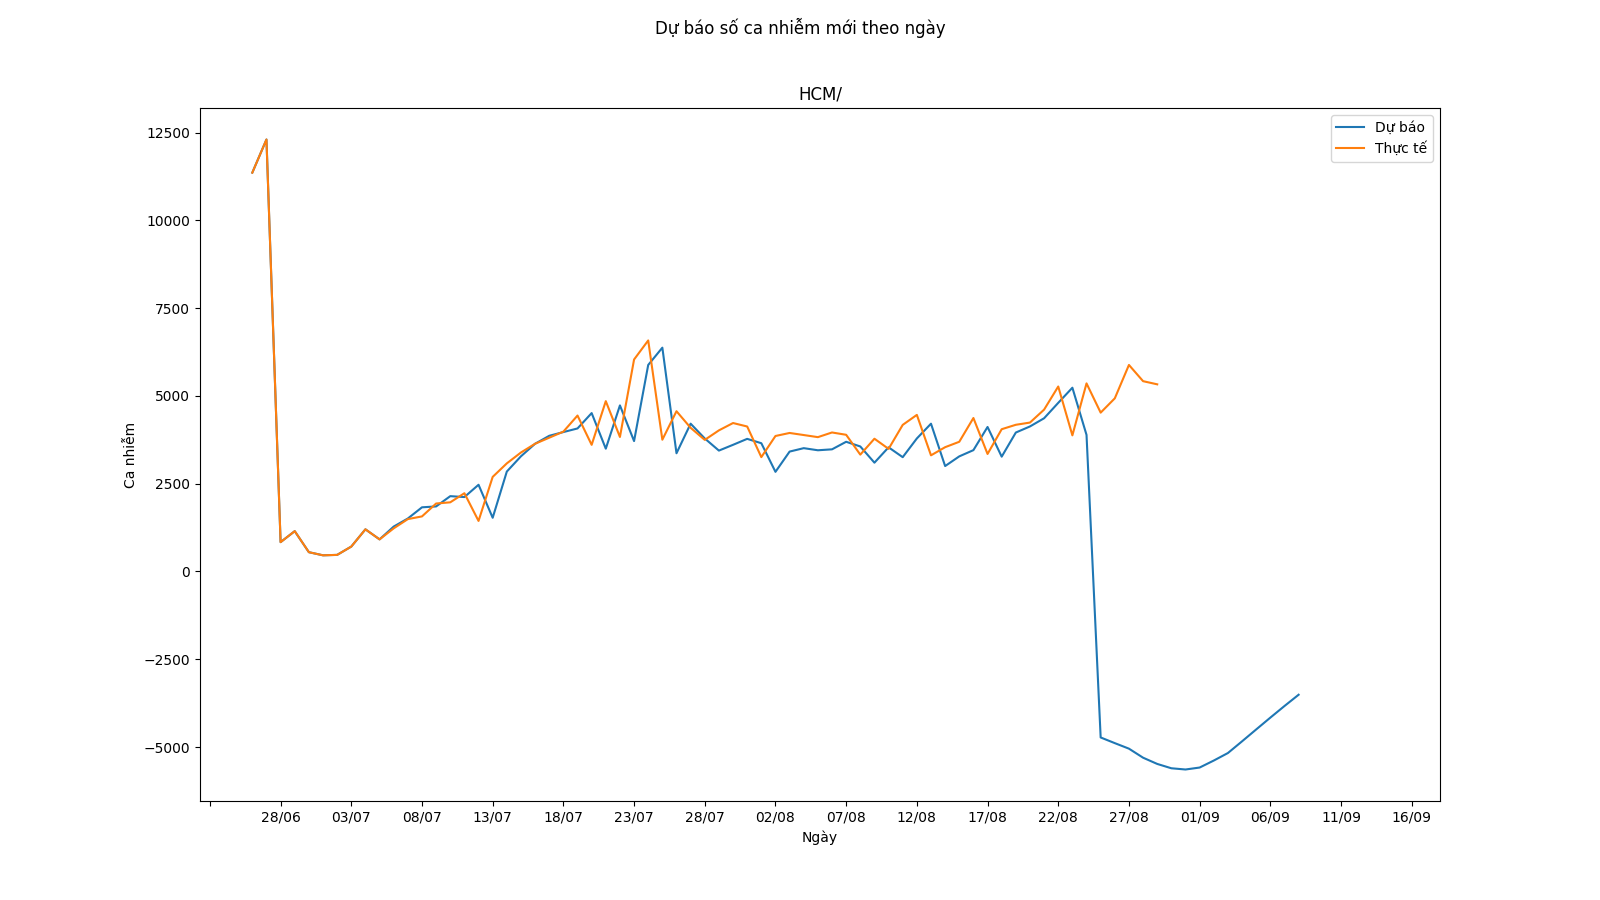 Dự báo số ca nhiễm mới theo ngày
HCM/
Dự báo
Thực tế
Ca nhiễm
12500
10000
7500
5000
2500
0
−2500
−5000
28/06 03/07 08/07 13/07 18/07 23/07 28/07 02/08 07/08 12/08 17/08 22/08 27/08 01/09 06/09 11/09 16/09
Ngày